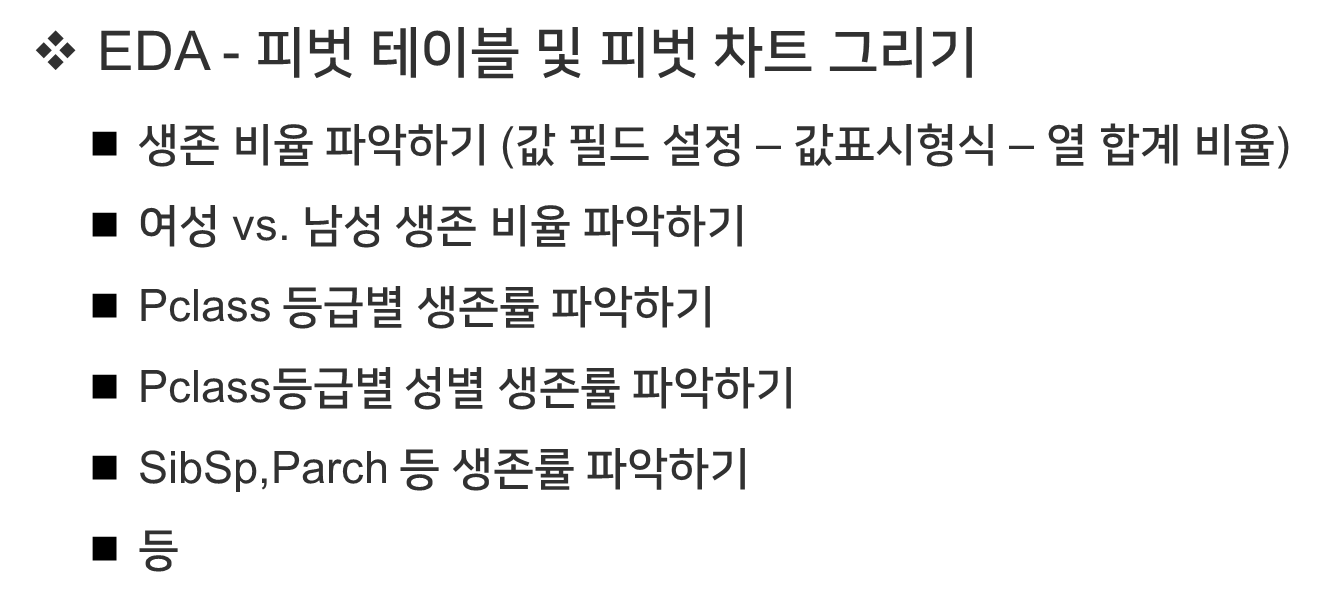 ❖ EDA - 피벗 테이블 및 피벗 차트 그리기
■ 생존 비율 파악하기 (값 필드 설정 – 값표시형식 – 열 합계 비율)
■ 여성 vs. 남성 생존 비율 파악하기
■ Pclass 등급별 생존률 파악하기
■ Pclass등급별 성별 생존률 파악하기
■ SibSp,Parch 등 생존률 파악하기
■ 등